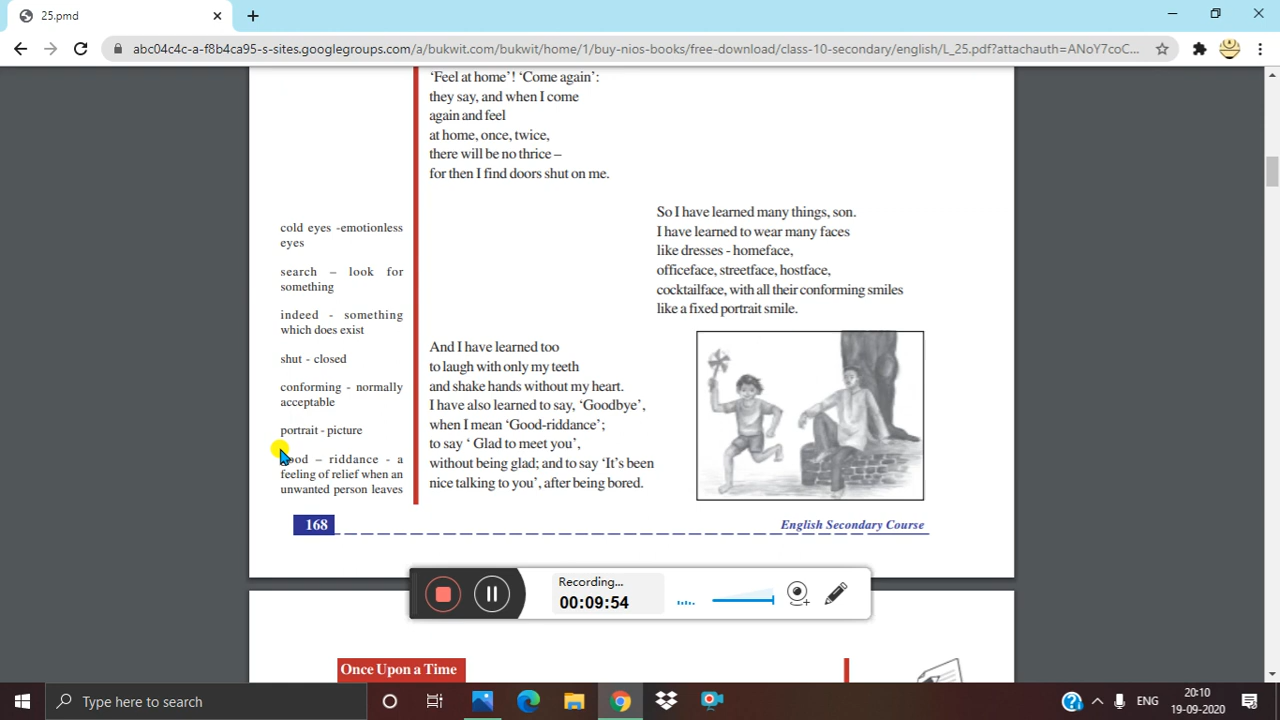 25.pmd
abc04c4c-a-f8b4ca95-s-sites.googlegroups.com/a/bukwit.com/bukwit/home/1/buy-nios-books/free-download/class-10-secondary/english/L_25.pdf?attachauth=ANoY7coC...
‘Feel at home’! ‘Come again’:
they say, and when I come
again and feel
at home, once, twice,
there will be no thrice –
for then I find doors shut on me.
So I have learned many things, son.
I have learned to wear many faces
like dresses - homeface,
officeface, streetface, hostface,
cocktailface, with all their conforming smiles
like a fixed portrait smile.
cold eyes -emotionless
eyes
search – look for
something
indeed - something
which does exist
shut - closed
conforming - normally
acceptable
portrait - picture
good – riddance - a
feeling of relief when an
unwanted person leaves
And I have learned too
to laugh with only my teeth
and shake hands without my heart.
I have also learned to say, ‘Goodbye’,
when I mean ‘Good-riddance’;
to say ‘ Glad to meet you’,
without being glad; and to say ‘It’s been
nice talking to you’, after being bored.
168
English Secondary Course
Recording...
00:09:54
Once Upon a Time
Type here to search
ENG
20:10
19-09-2020